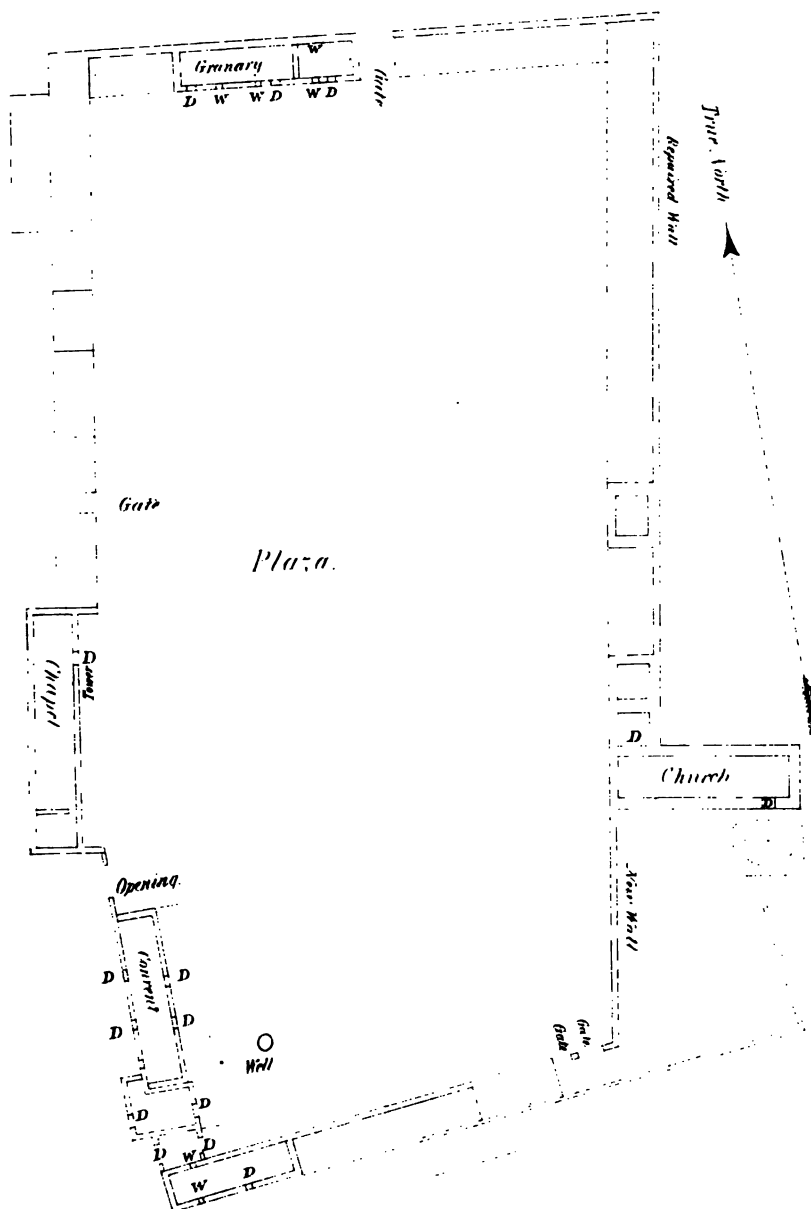 W
Granary
D W W D W D
Gate
True North
Repaired Wall
Gate
Plaza.
D
Tower
Chapel
D
Church
D
Opening.
New Wall
Convent
D
D
D
D
Gate
Gate
Well
D
D
D
D
W
D
W